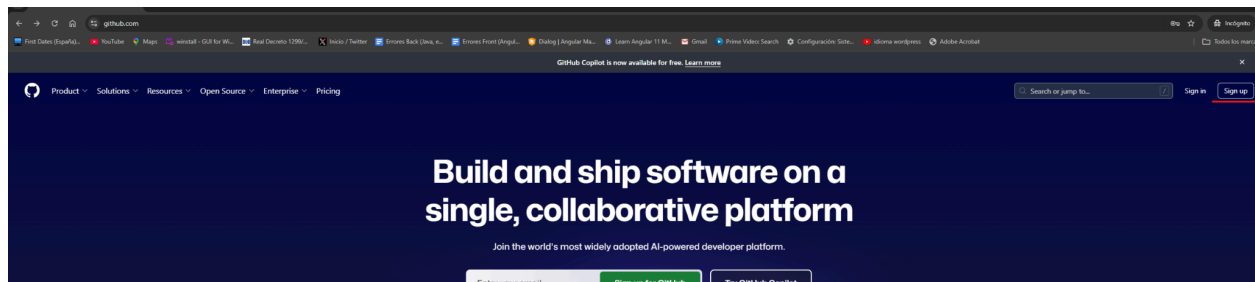 github.com
Incógnito
First Dates (España)...
YouTube
Maps
winstall - GUI for Wi...
Real Decreto 1299/...
Inicio / Twitter
Errores Back (Java, e...
Errores Front (Angul...
Dialog | Angular Ma...
Learn Angular 11 M...
Gmail
Prime Video: Search
Configuración: Siste...
idioma wordpress
Adobe Acrobat
Todos los marca
GitHub Copilot is now available for free. Learn more
Product
Solutions
Resources
Open Source
Enterprise
Pricing
Search or jump to...
/
Sign in
Sign up
Build and ship software on a
single, collaborative platform
Join the world's most widely adopted AI-powered developer platform.